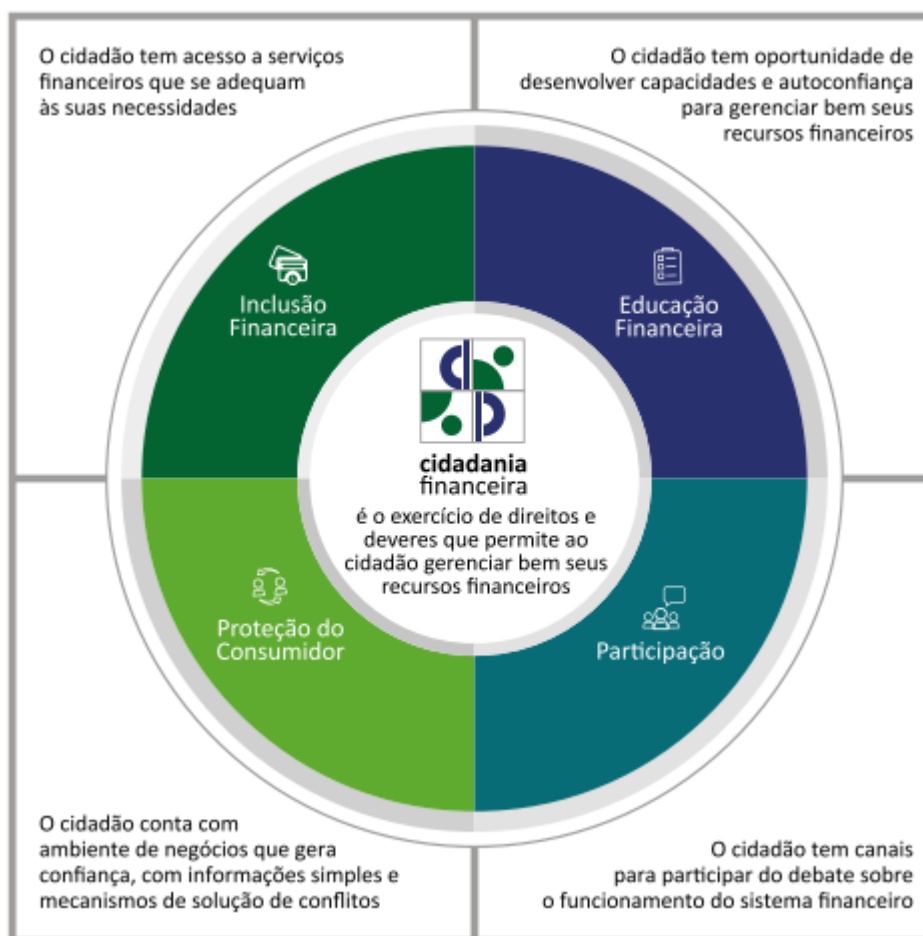 O cidadão tem acesso a serviços
financeiros que se adequam
às suas necessidades
O cidadão tem oportunidade de
desenvolver capacidades e autoconfiança
para gerenciar bem seus
recursos financeiros
Inclusão
Financeira
Educação
Financeira
cidadania
financeira
é o exercício de direitos e
deveres que permite ao
cidadão gerenciar bem seus
recursos financeiros
Proteção do
Consumidor
Participação
O cidadão conta com
ambiente de negócios que gera
confiança, com informações simples e
mecanismos de solução de conflitos
O cidadão tem canais
para participar do debate sobre
o funcionamento do sistema financeiro